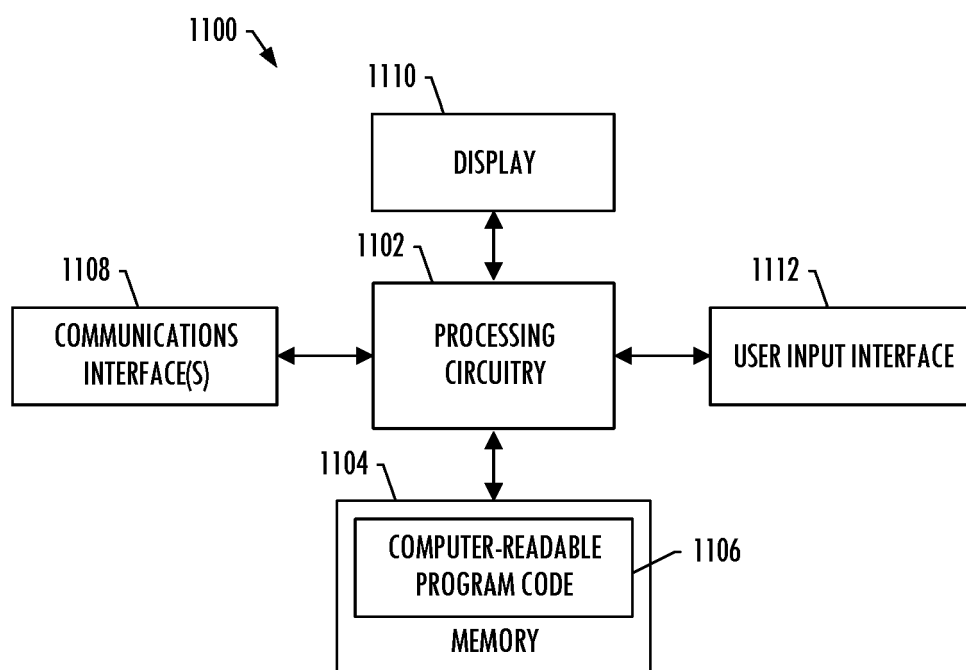 1100
1110
DISPLAY
1102
1108
1112
COMMUNICATIONS
INTERFACE(S)
PROCESSING
CIRCUITRY
USER INPUT INTERFACE
1104
COMPUTER-READABLE
PROGRAM CODE
1106
MEMORY